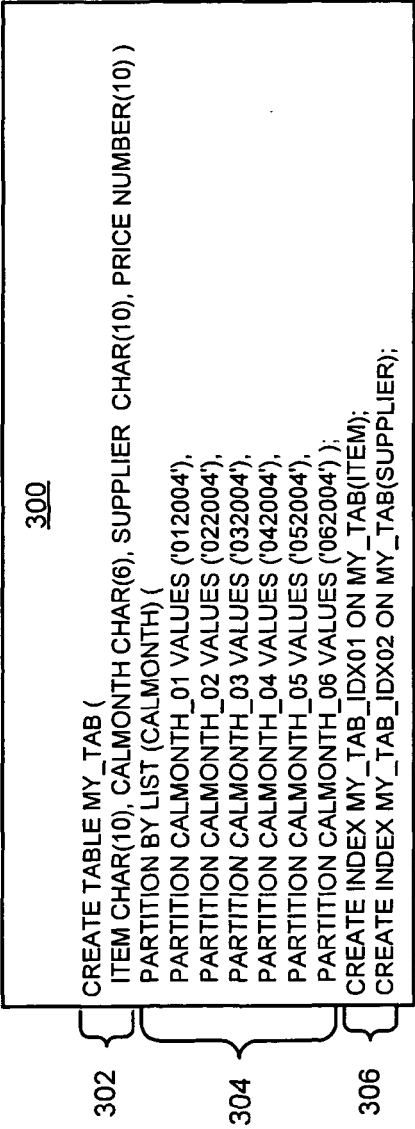 300
CREATE TABLE MY_TAB (
ITEM CHAR(10), CALMONTH CHAR(6), SUPPLIER CHAR(10), PRICE NUMBER(10) )
PARTITION BY LIST (CALMONTH) (
PARTITION CALMONTH_01 VALUES ('012004'),
PARTITION CALMONTH_02 VALUES ('022004'),
PARTITION CALMONTH_03 VALUES ('032004'),
PARTITION CALMONTH_04 VALUES ('042004'),
PARTITION CALMONTH_05 VALUES ('052004'),
PARTITION CALMONTH_06 VALUES ('062004') );
CREATE INDEX MY_TAB_IDX01 ON MY_TAB(ITEM);
CREATE INDEX MY_TAB_IDX02 ON MY_TAB(SUPPLIER);
302
304
306